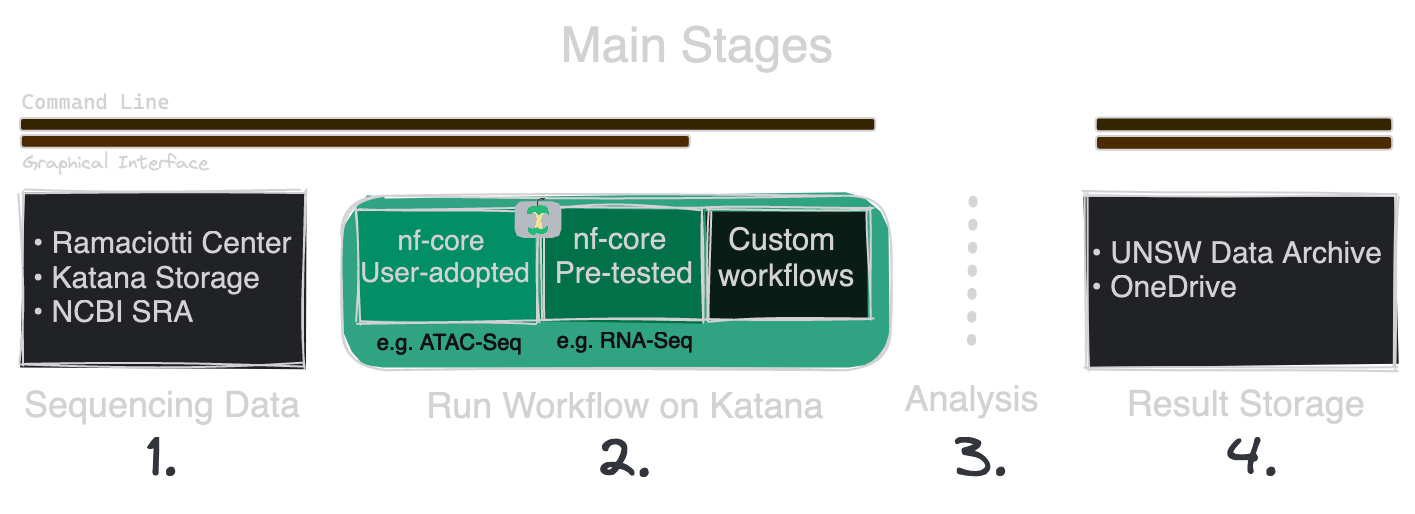 Main Stages
Command Line
Graphical Interface
• Ramaciotti Center
• Katana Storage
• NCBI SRA
nf-core
User-adopted
nf-core
Pre-tested
Custom
workflows
e.g. ATAC-Seq
e.g. RNA-Seq
• UNSW Data Archive
• OneDrive
Sequencing Data
Run Workflow on Katana
Analysis
Result Storage
1.
2.
3.
4.